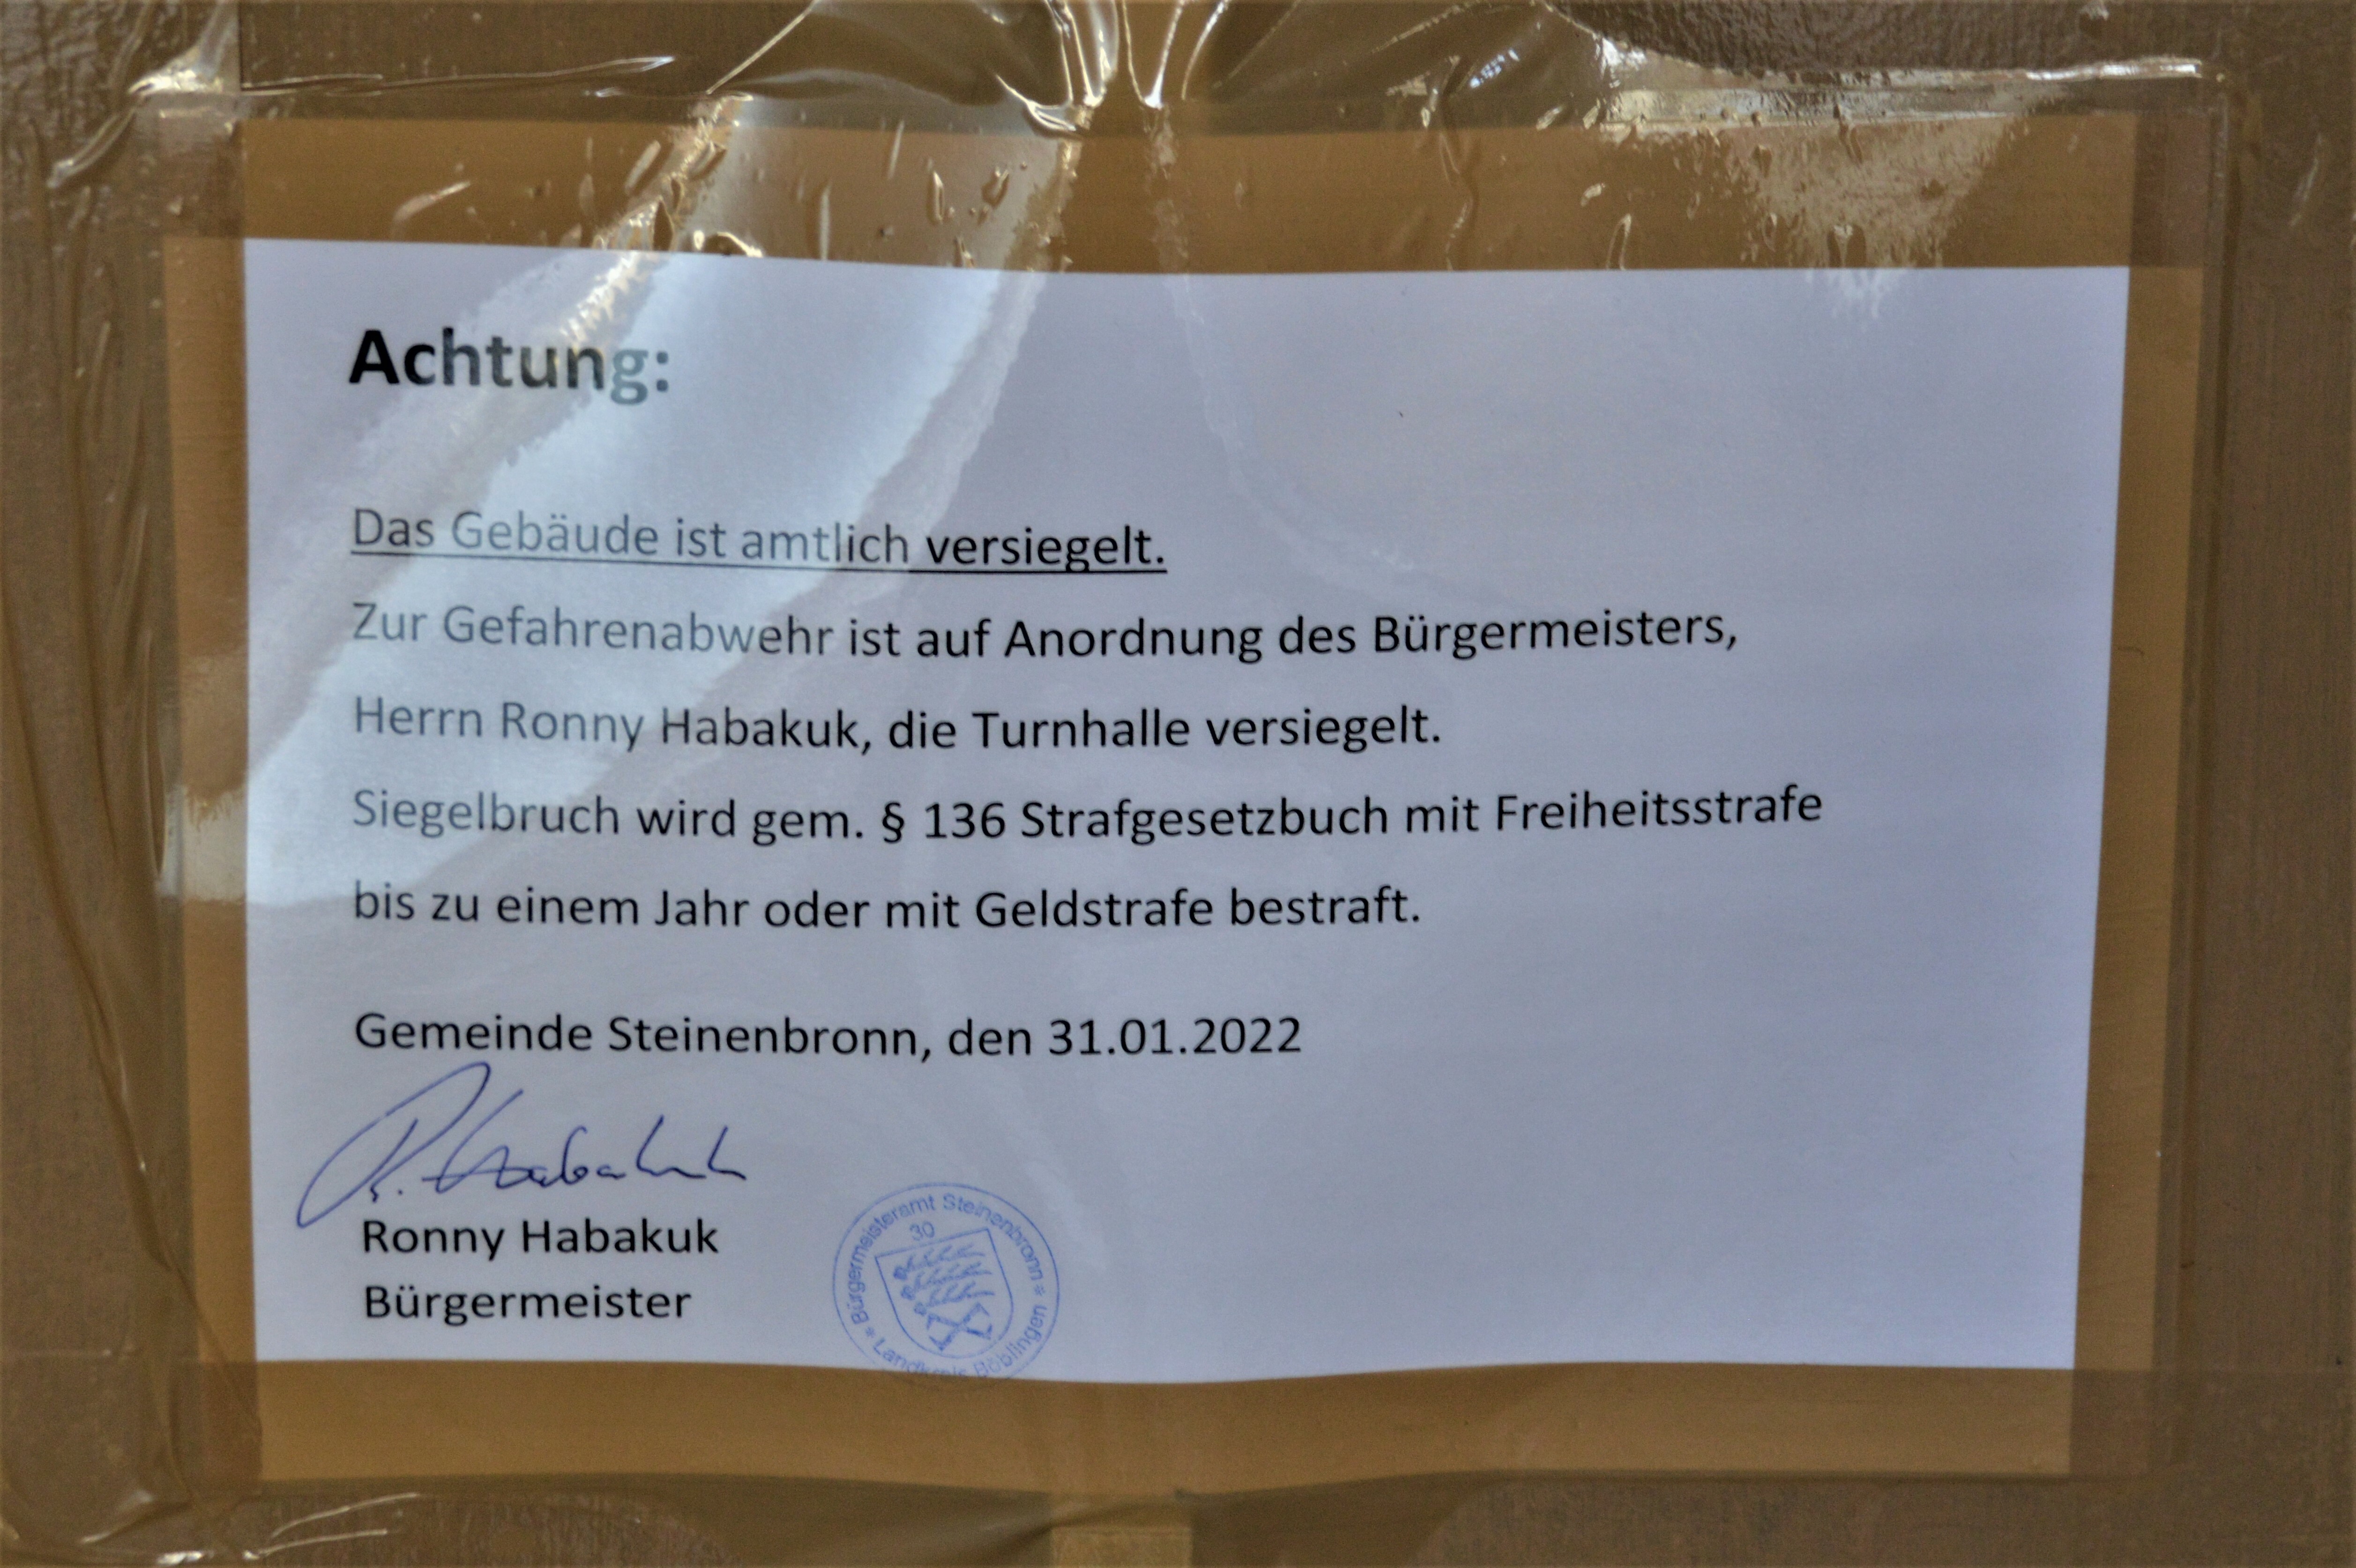 Achtung:
Das Gebäude ist amtlich versiegelt.
Zur Gefahrenabwehr ist auf Anordnung des Bürgermeisters,
Herrn Ronny Habakuk, die Turnhalle versiegelt.
Siegelbruch wird gem. § 136 Strafgesetzbuch mit Freiheitsstrafe
bis zu einem Jahr oder mit Geldstrafe bestraft.
Gemeinde Steinenbronn, den 31.01.2022
R. Habakuk
Ronny Habakuk
Bürgermeister
* Bürgermeisteramt Steinenbronn *
30
Landkreis Böblingen